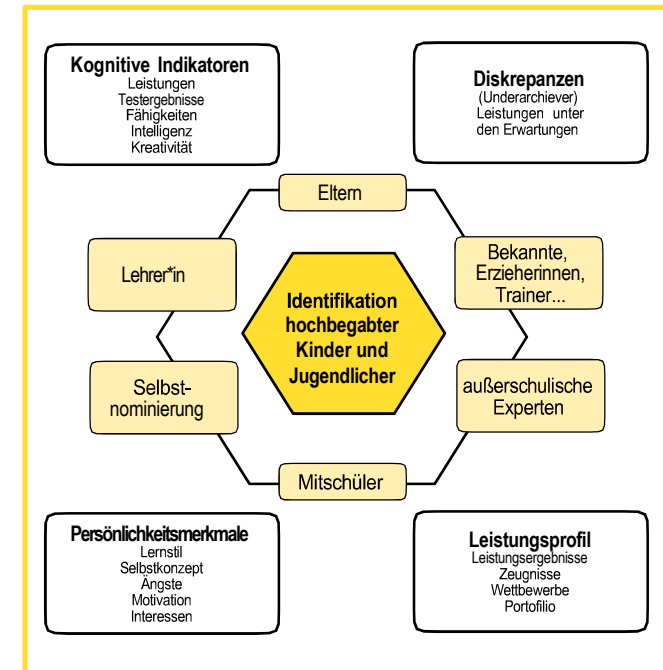 Kognitive Indikatoren
Leistungen
Testergebnisse
Fähigkeiten
Intelligenz
Kreativität
Diskrepanzen
(Underarchiever)
Leistungen unter
den Erwartungen
Eltern
Lehrer*in
Bekannte,
Erzieherinnen,
Trainer...
Identifikation
hochbegabter
Kinder und
Jugendlicher
Selbst-
nominierung
außerschulische
Experten
Mitschüler
Persönlichkeitsmerkmale
Lernstil
Selbstkonzept
Ängste
Motivation
Interessen
Leistungsprofil
Leistungsergebnisse
Zeugnisse
Wettbewerbe
Portofilio